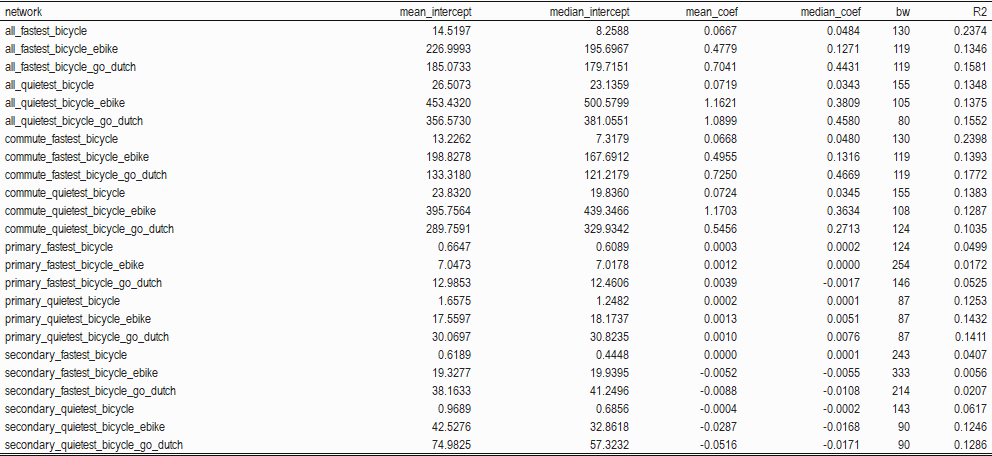 network mean_intercept median_intercept mean_coef median_coef bw R2
all_fastest_bicycle 14.5197 8.2588 0.0667 0.0484 130 0.2374
all_fastest_bicycle_ebike 226.9993 195.6967 0.4779 0.1271 119 0.1346
all_fastest_bicycle_go_dutch 185.0733 179.7151 0.7041 0.4431 119 0.1581
all_quietest_bicycle 26.5073 23.1359 0.0719 0.0343 155 0.1348
all_quietest_bicycle_ebike 453.4320 500.5799 1.1621 0.3809 105 0.1375
all_quietest_bicycle_go_dutch 356.5730 381.0551 1.0899 0.4580 80 0.1552
commute_fastest_bicycle 13.2262 7.3179 0.0668 0.0480 130 0.2398
commute_fastest_bicycle_ebike 198.8278 167.6912 0.4955 0.1316 119 0.1393
commute_fastest_bicycle_go_dutch 133.3180 121.2179 0.7250 0.4669 119 0.1772
commute_quietest_bicycle 23.8320 19.8360 0.0724 0.0345 155 0.1383
commute_quietest_bicycle_ebike 395.7564 439.3466 1.1703 0.3634 108 0.1287
commute_quietest_bicycle_go_dutch 289.7591 329.9342 0.5456 0.2713 124 0.1035
primary_fastest_bicycle 0.6647 0.6089 0.0003 0.0002 124 0.0499
primary_fastest_bicycle_ebike 7.0473 7.0178 0.0012 0.0000 254 0.0172
primary_fastest_bicycle_go_dutch 12.9853 12.4606 0.0039 -0.0017 146 0.0525
primary_quietest_bicycle 1.6575 1.2482 0.0002 0.0001 87 0.1253
primary_quietest_bicycle_ebike 17.5597 18.1737 0.0013 0.0051 87 0.1432
primary_quietest_bicycle_go_dutch 30.0697 30.8235 0.0010 0.0076 87 0.1411
secondary_fastest_bicycle 0.6189 0.4448 0.0000 0.0001 243 0.0407
secondary_fastest_bicycle_ebike 19.3277 19.9395 -0.0052 -0.0055 333 0.0056
secondary_fastest_bicycle_go_dutch 38.1633 41.2496 -0.0088 -0.0108 214 0.0207
secondary_quietest_bicycle 0.9689 0.6856 -0.0004 -0.0002 143 0.0617
secondary_quietest_bicycle_ebike 42.5276 32.8618 -0.0287 -0.0168 90 0.1246
secondary_quietest_bicycle_go_dutch 74.9825 57.3232 -0.0516 -0.0171 90 0.1286